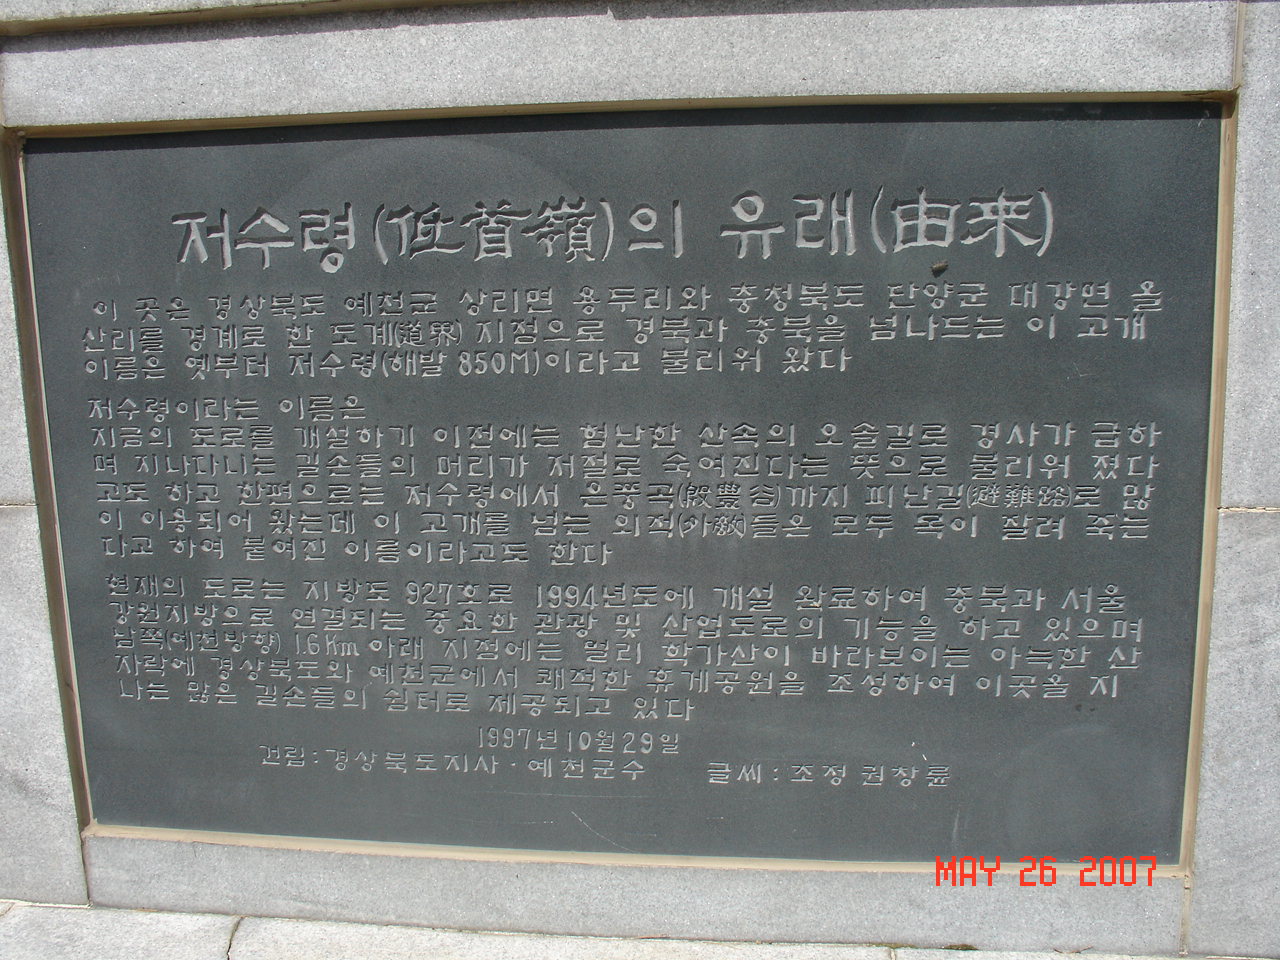 저수령(低首嶺)의 유래(由来)
이 곳은 경상북도 예천군 상리면 용두리와 충청북도 단양군 대강면 올
산리를 경계로 한 도계(道界)지점으로 경북과 충북을 넘나드는 이 고개
이름은 옛부터 저수령(해발 850M)이라고 불리워 왔다
저수령이라는 이름은
지금의 도로를 개설하기 이전에는 험난한 산속의 오솔길로 경사가 급하
며 지나다니는 길손들의 머리가 저절로 숙여진다는 뜻으로 불리워 졌다
고도 하고 한편으로는 저수령에서 은풍곡(殷豊谷)까지 피난길(避難路)로 많
이 이용되어 왔는데 이 고개를 넘는 외적(外敵)들은 모두 목이 잘려 죽는
다고 하여 붙여진 이름이라고도 한다
현재의 도로는 지방도 927호로 1994년도에 개설 완료하여 충북과 서울
강원지방으로 연결되는 중요한 관광 및 산업도로의 기능을 하고 있으며
남쪽(예천방향) 1.6Km 아래 지점에는 멀리 학가산이 바라보이는 아늑한 산
자락에 경상북도와 예천군에서 쾌적한 휴게공원을 조성하여 이곳을 지
나는 많은 길손들의 쉼터로 제공되고 있다
1997년 10월 29일
건립:경상북도지사·예천군수 글씨:초정 권창륜
MAY 26 2007